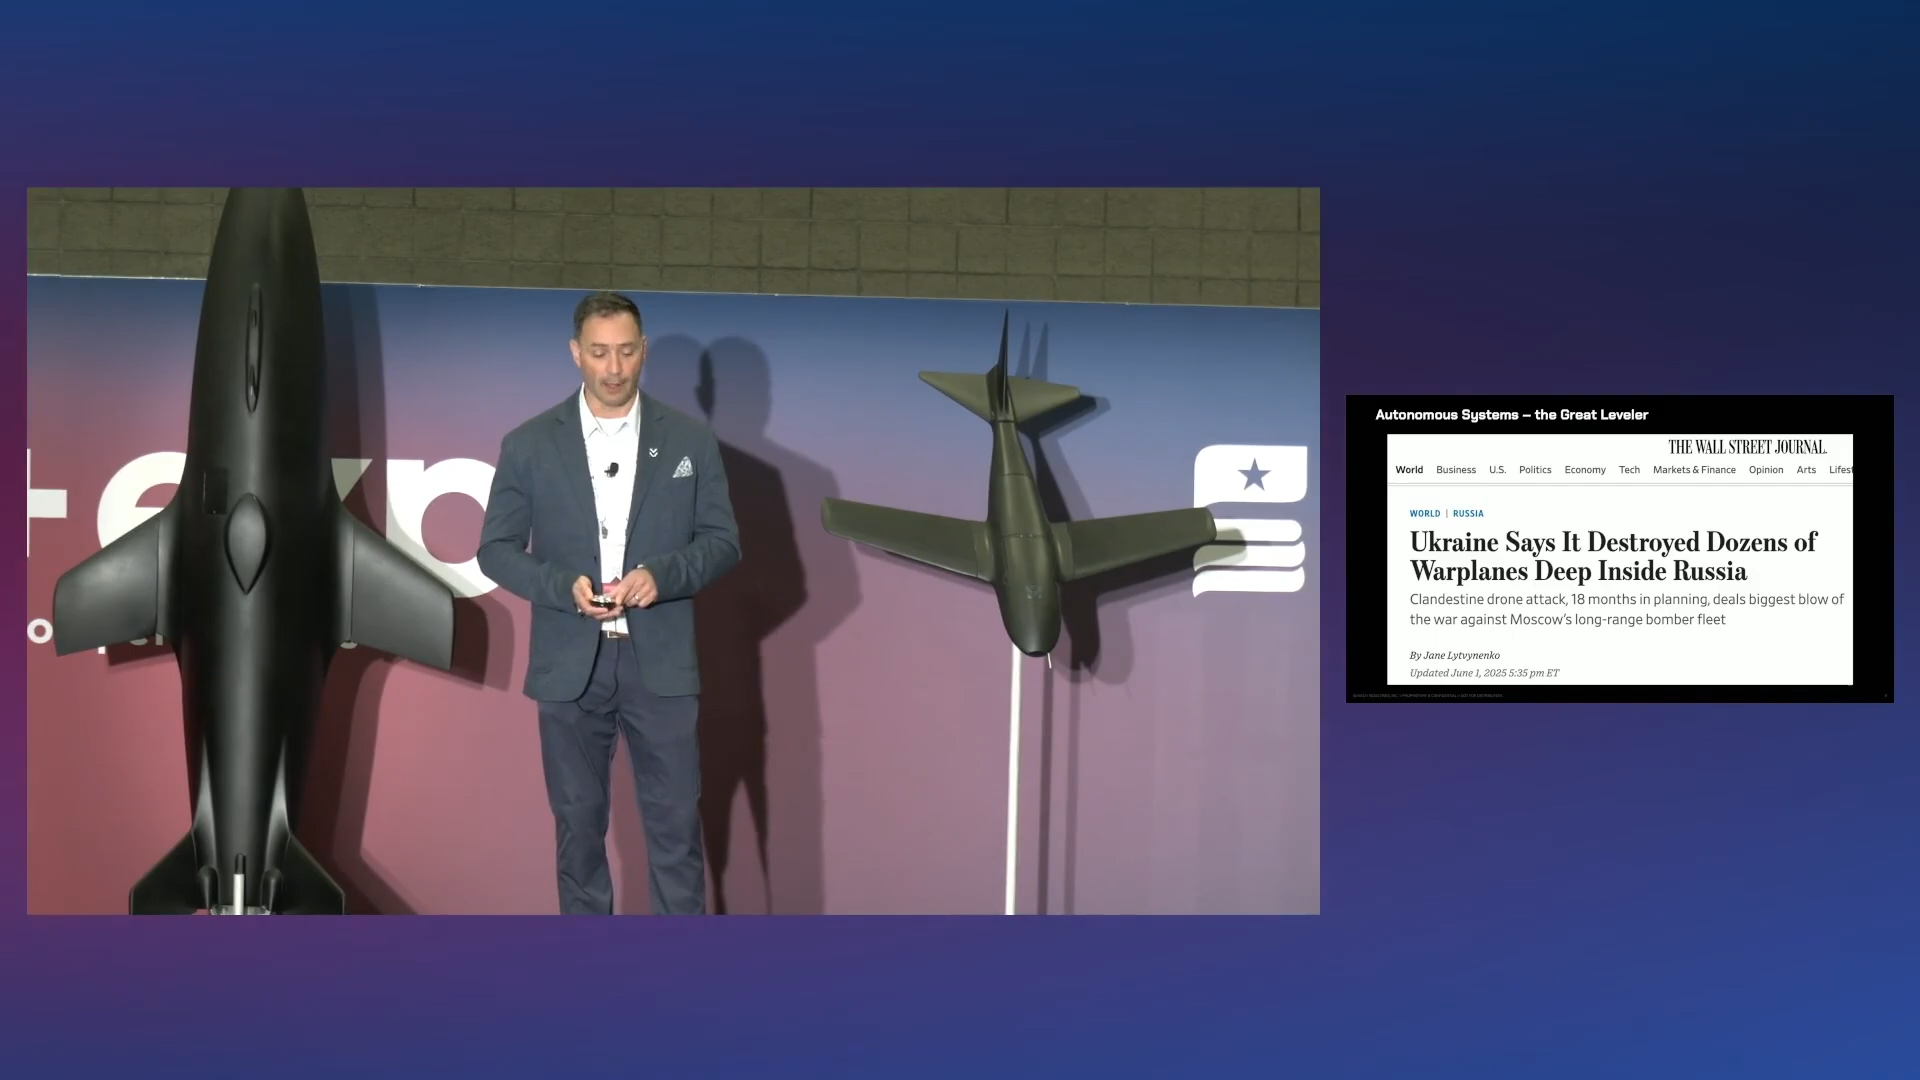 + exp
Autonomous Systems – the Great Leveler
THE WALL STREET JOURNAL.
World Business U.S. Politics Economy Tech Markets & Finance Opinion Arts Lifest
WORLD | RUSSIA
Ukraine Says It Destroyed Dozens of
Warplanes Deep Inside Russia
Clandestine drone attack, 18 months in planning, deals biggest blow of
the war against Moscow's long-range bomber fleet
By Jane Lytvynenko
Updated June 1, 2025 5:35 pm ET